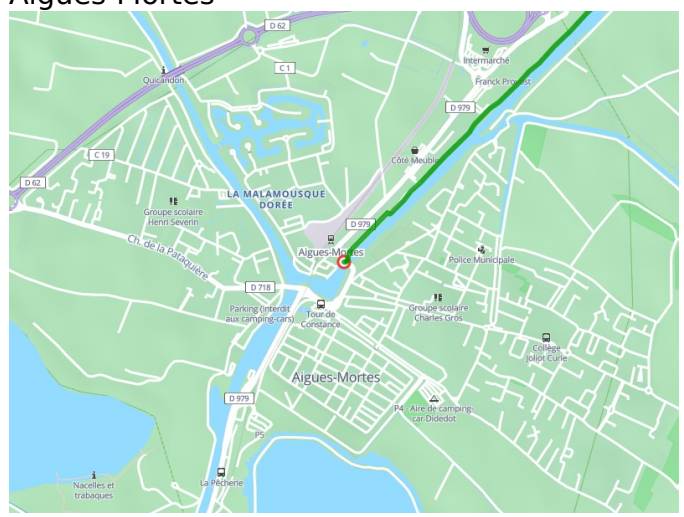 Aigues-Mortes
D 62
Intermarché
Quicandon
C 1
Franck Provost
D 979
C 19
Côté Meuble
D 62
LA MALAMOUSQUE
DORÉE
Groupe scolaire
Henri Severin
D 979
Aigues-Mortes
Ch. de la Pataquière
Police Municipale
D 718
Parking (Interdit
aux camping-cars)
Tour de
Constance
Groupe scolaire
Charles Gros
Collège
Joliot Curie
Aigues-Mortes
D 979
P4 - Aire de camping-
car Didedot
P5
La Pêcherie
Nacelles et
trabaques